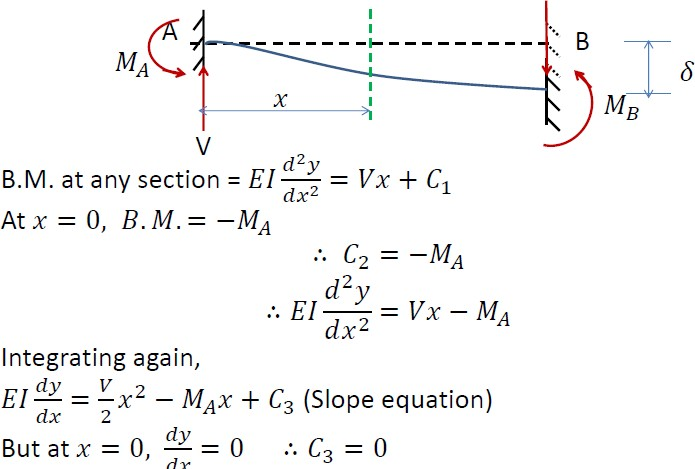 A
B
M_A
δ
x
M_B
V
B.M. at any section = EI d²y/dx² = Vx + C₁
At x = 0, B.M. = −M_A
∴ C₂ = −M_A
∴ EI d²y/dx² = Vx − M_A
Integrating again,
EI dy/dx = V/2 x² − M_A x + C₃ (Slope equation)
But at x = 0, dy/dx = 0 ∴ C₃ = 0